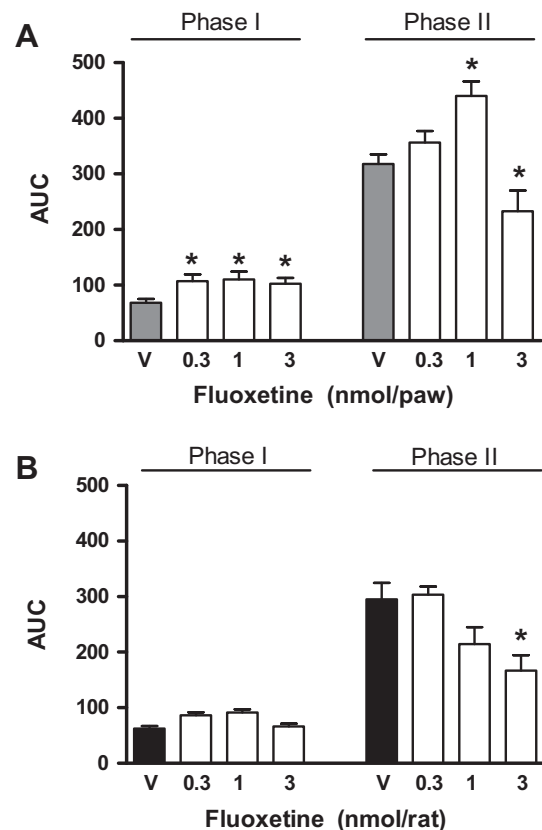 A
Phase I
Phase II
500
400
300
200
100
0
AUC
*
*
*
*
*
V 0.3 1 3 V 0.3 1 3
Fluoxetine (nmol/paw)
B
Phase I
Phase II
500
400
300
200
100
0
AUC
*
V 0.3 1 3 V 0.3 1 3
Fluoxetine (nmol/rat)